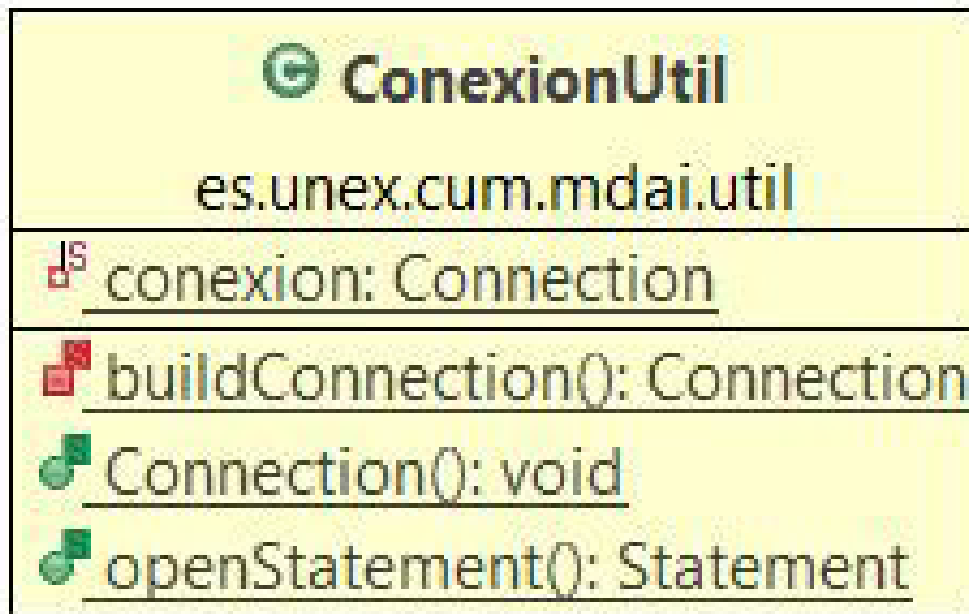 C ConexionUtil
es.unex.cum.mdai.util
S conexion: Connection
S buildConnection(): Connection
S Connection(): void
S openStatement(): Statement